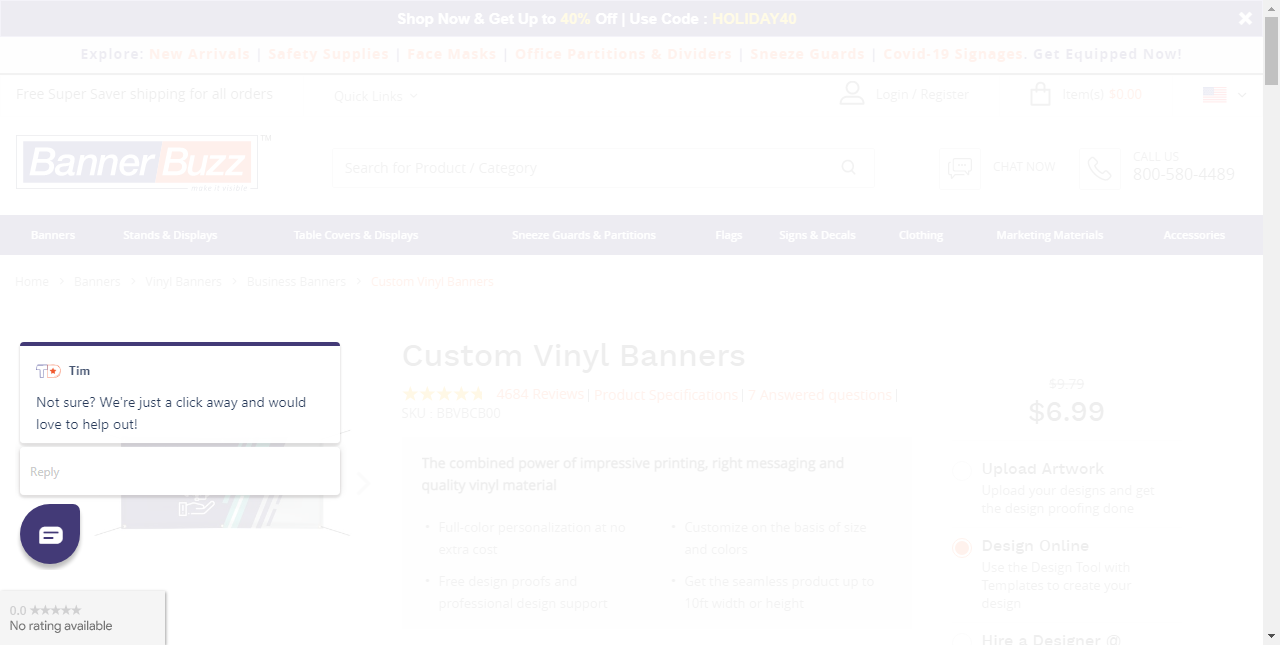 Shop Now & Get Up to 40% Off | Use Code : HOLIDAY40
Explore: New Arrivals | Safety Supplies | Face Masks | Office Partitions & Dividers | Sneeze Guards | Covid-19 Signages. Get Equipped Now!
Free Super Saver shipping for all orders
Quick Links
Login / Register
Item(s) $0.00
BannerBuzz TM
make it visible
Search for Product / Category
CHAT NOW
CALL US
800-580-4489
Banners Stands & Displays Table Covers & Displays Sneeze Guards & Partitions Flags Signs & Decals Clothing Marketing Materials Accessories
Home > Banners > Vinyl Banners > Business Banners > Custom Vinyl Banners
Tim
Not sure? We're just a click away and would
love to help out!
Reply
0.0
No rating available
Custom Vinyl Banners
4684 Reviews | Product Specifications | 7 Answered questions |
SKU : BBVBCB00
The combined power of impressive printing, right messaging and
quality vinyl material
• Full-color personalization at no
extra cost
• Customize on the basis of size
and colors
• Free design proofs and
professional design support
• Get the seamless product up to
10ft width or height
$9.79
$6.99
Upload Artwork
Upload your designs and get
the design proofing done
Design Online
Use the Design Tool with
Templates to create your
design
Hire a Designer @